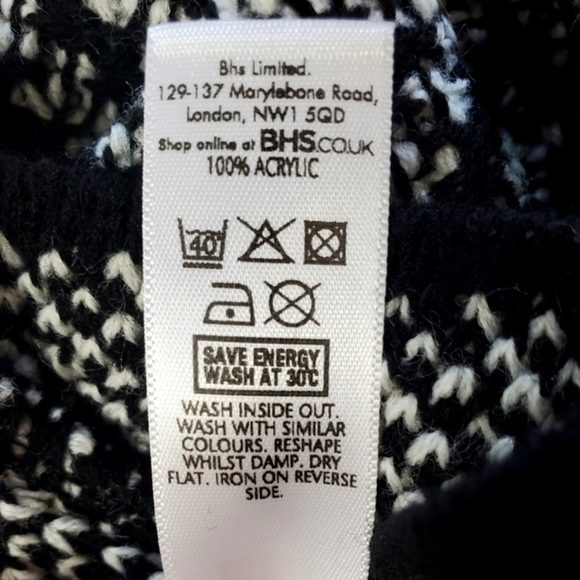 Bhs Limited.
129-137 Marylebone Road,
London, NW1 5QD
Shop online at BHS.CO.UK
100% ACRYLIC
40
SAVE ENERGY
WASH AT 30°C
WASH INSIDE OUT.
WASH WITH SIMILAR
COLOURS. RESHAPE
WHILST DAMP. DRY
FLAT. IRON ON REVERSE
SIDE.